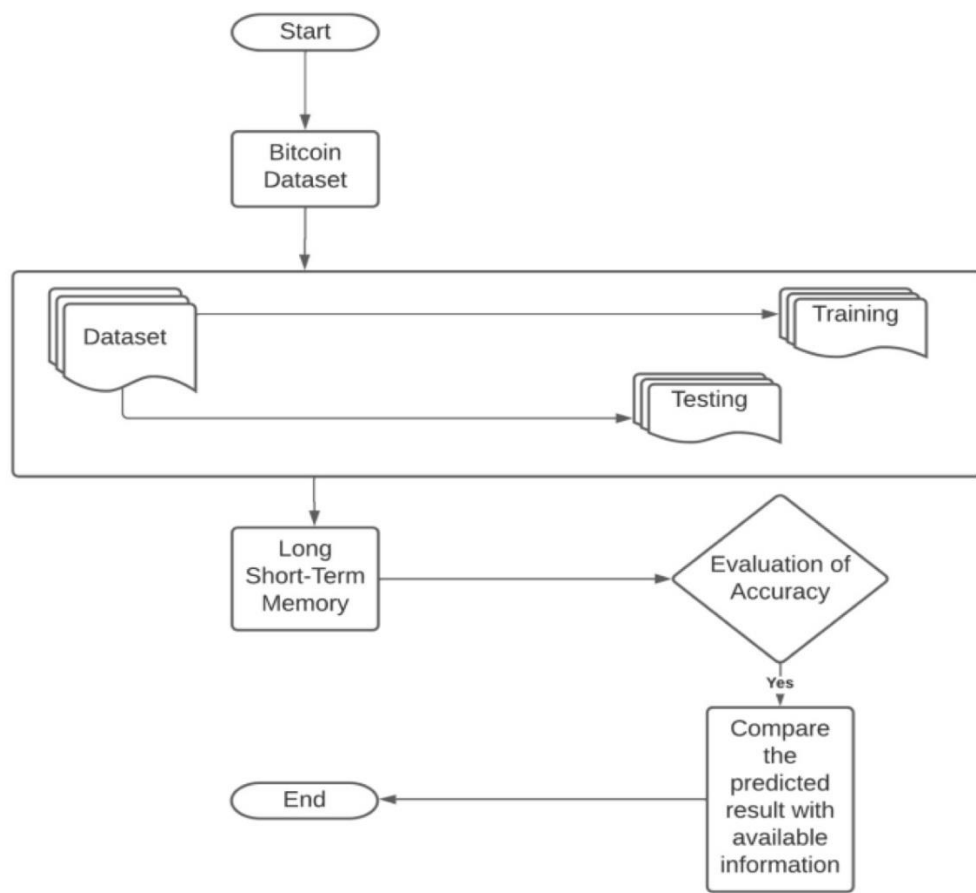 Start
Bitcoin
Dataset
Dataset
Training
Testing
Long
Short-Term
Memory
Evaluation of
Accuracy
Yes
Compare
the
predicted
result with
available
information
End